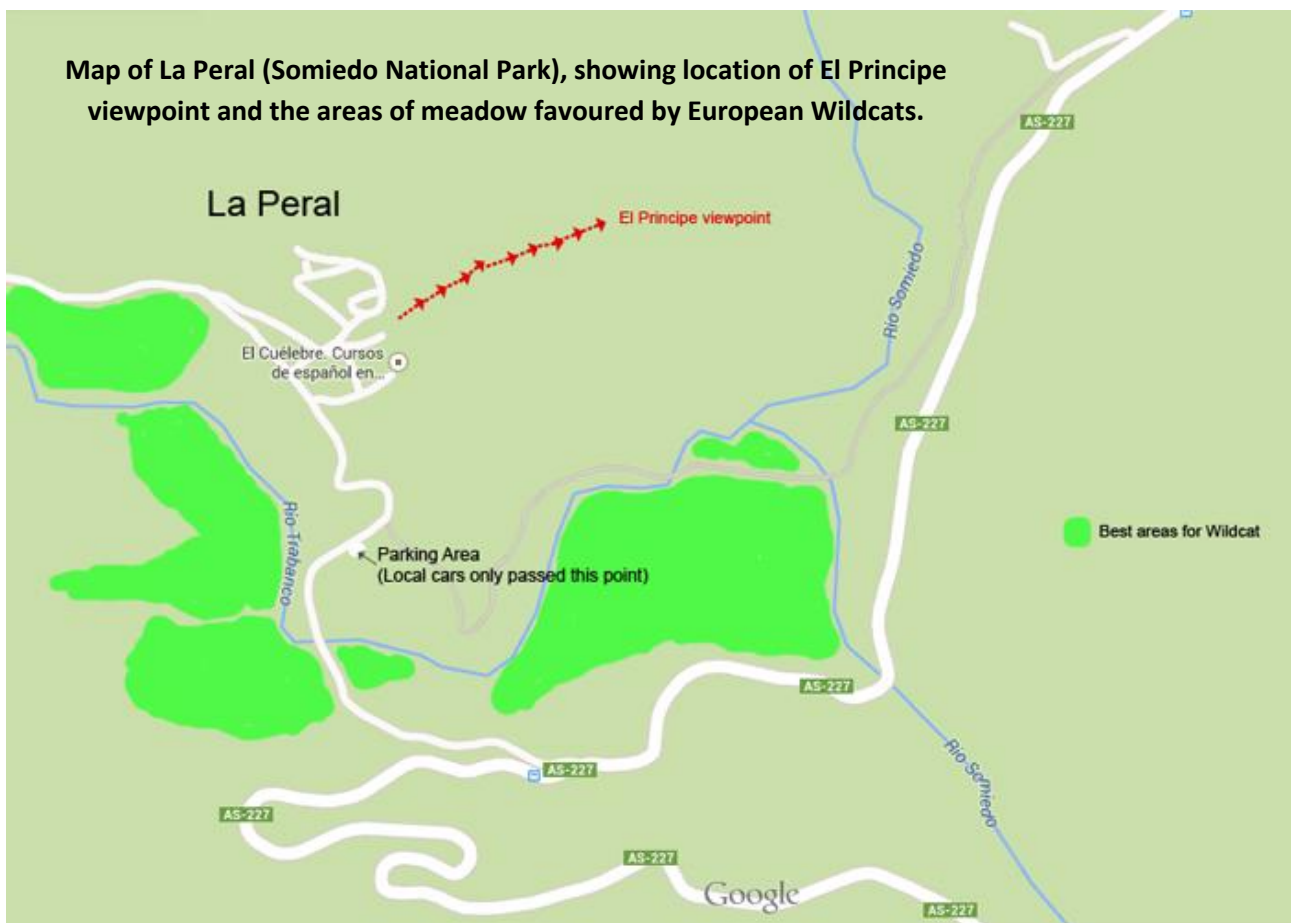 Map of La Peral (Somiedo National Park), showing location of El Principe
viewpoint and the areas of meadow favoured by European Wildcats.
AS-227
La Peral
El Principe viewpoint
Rio Somiedo
El Cuélebre. Cursos
de español en...
AS-227
Rio Trabanco
Best areas for Wildcat
Parking Area
(Local cars only passed this point)
AS-227
AS-227
Rio Somiedo
AS-227
AS-227
Google
AS-227